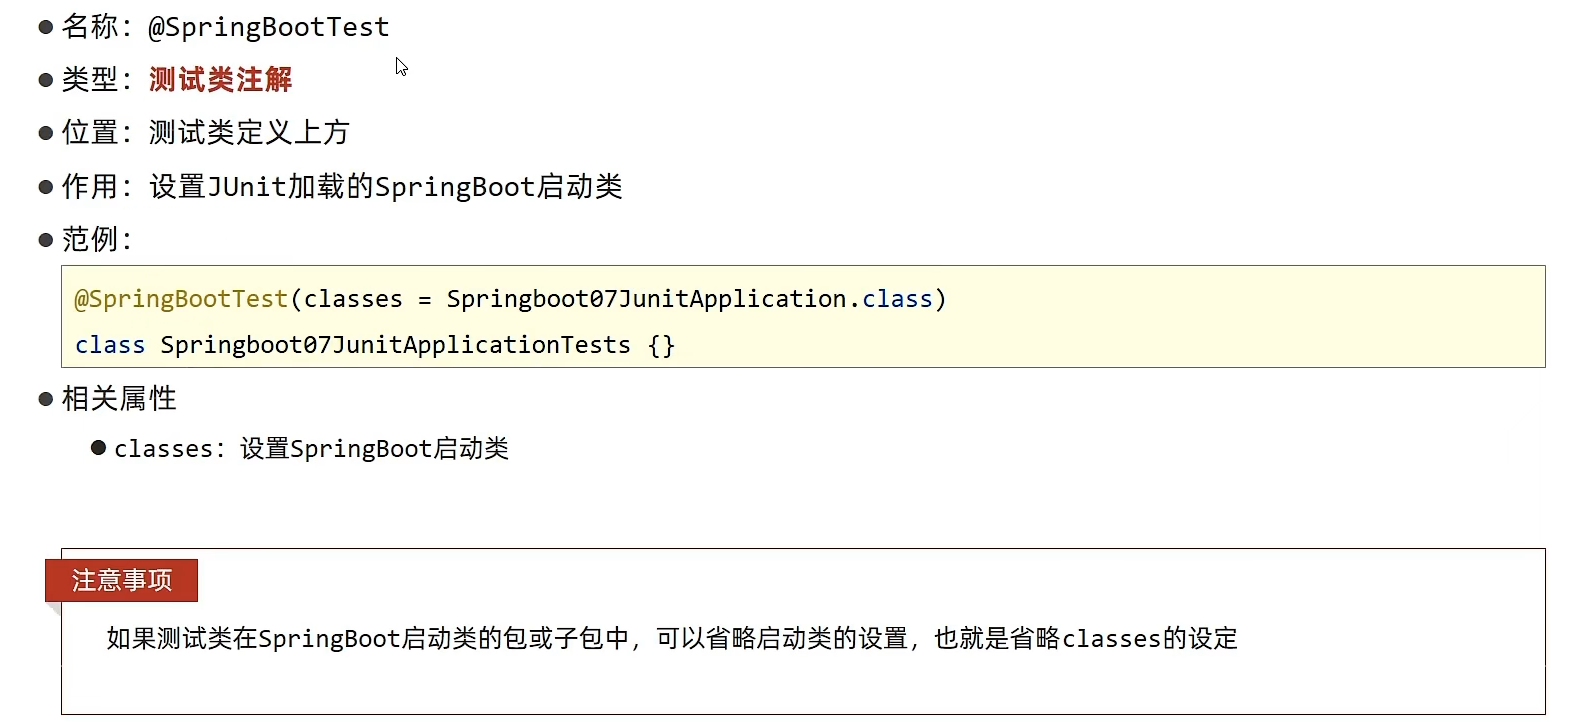 名称：@SpringBootTest
类型：测试类注解
位置：测试类定义上方
作用：设置JUnit加载的SpringBoot启动类
范例：
@SpringBootTest(classes = Springboot07JunitApplication.class)
class Springboot07JunitApplicationTests {}
相关属性
classes：设置SpringBoot启动类
注意事项
如果测试类在SpringBoot启动类的包或子包中，可以省略启动类的设置，也就是省略classes的设定